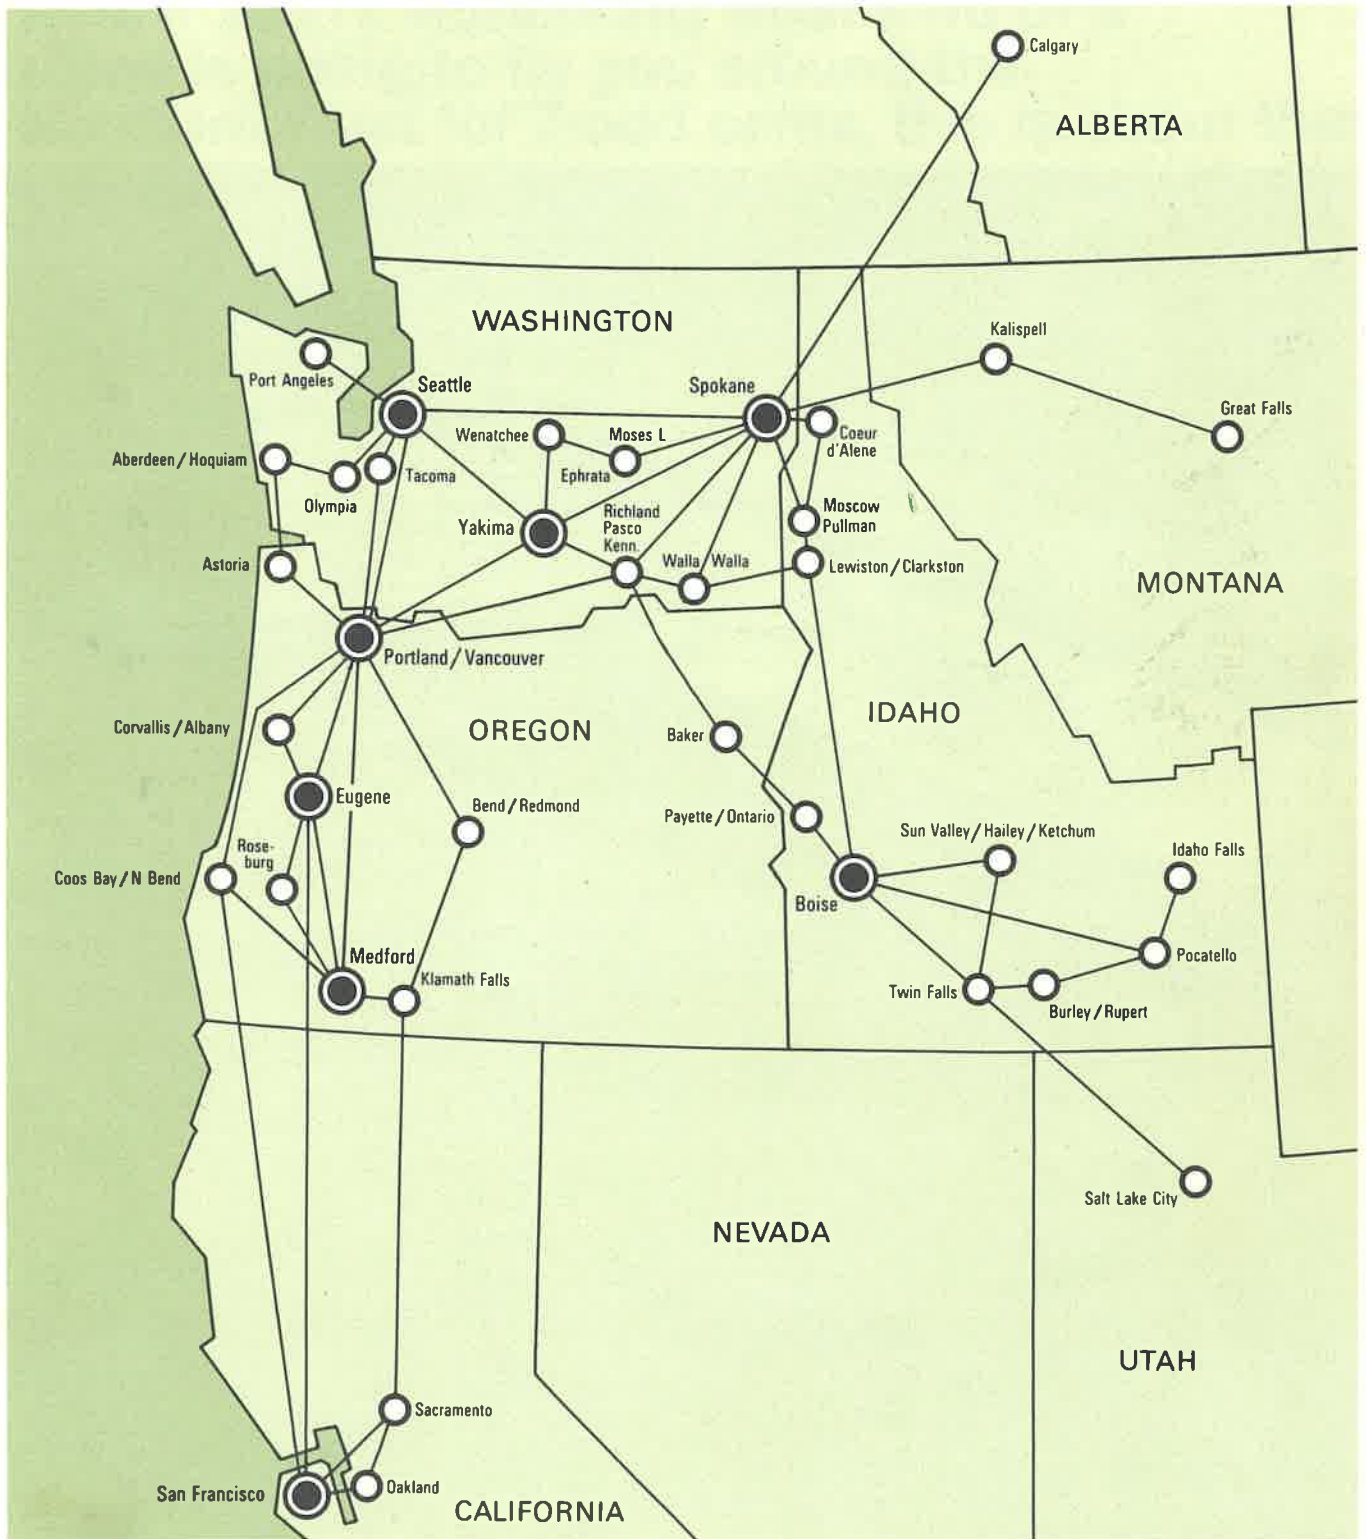 Calgary
ALBERTA
WASHINGTON
Kalispell
Port Angeles
Seattle
Spokane
Great Falls
Wenatchee
Moses L
Coeur
d'Alene
Aberdeen / Hoquiam
Tacoma
Ephrata
Olympia
Yakima
Richland
Pasco
Kenn.
Moscow
Pullman
Astoria
Walla / Walla
Lewiston / Clarkston
MONTANA
Portland / Vancouver
IDAHO
Corvallis / Albany
OREGON
Baker
Eugene
Bend / Redmond
Payette / Ontario
Sun Valley / Hailey / Ketchum
Rose-
burg
Idaho Falls
Coos Bay / N Bend
Boise
Medford
Klamath Falls
Pocatello
Twin Falls
Burley / Rupert
Salt Lake City
NEVADA
UTAH
Sacramento
San Francisco
Oakland
CALIFORNIA